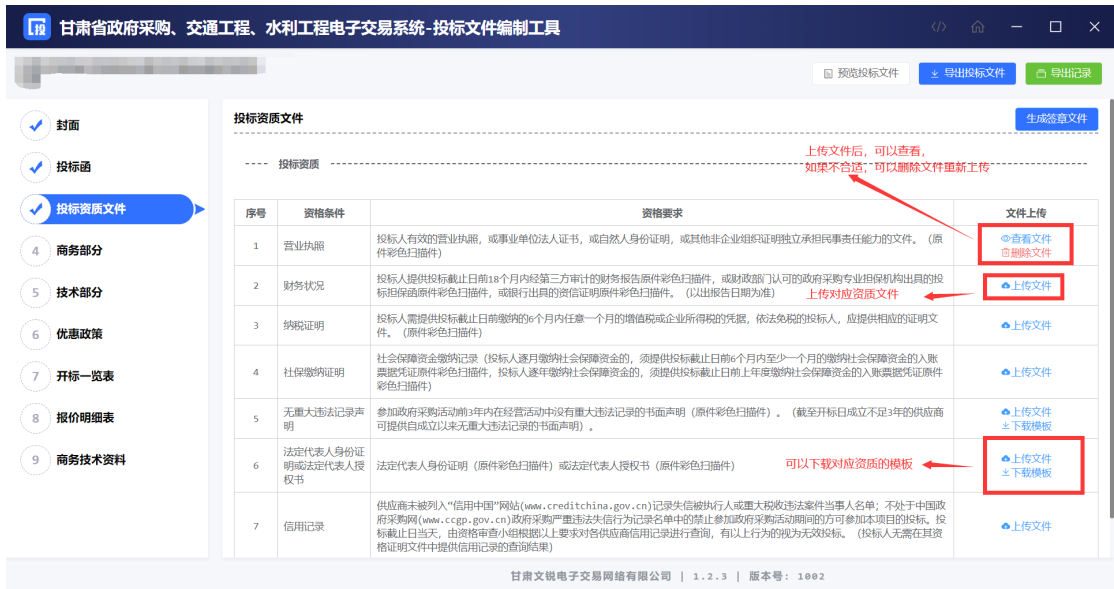 投 甘肃省政府采购、交通工程、水利工程电子交易系统-投标文件编制工具
预览投标文件 导出投标文件 导出记录
封面
投标函
投标资质文件
4 商务部分
5 技术部分
6 优惠政策
7 开标一览表
8 报价明细表
9 商务技术资料
投标资质文件 生成签章文件
投标资质
上传文件后，可以查看，
如果不合适，可以删除文件重新上传
序号 资格条件 资格要求 文件上传
1 营业执照 投标人有效的营业执照，或事业单位法人证书，或自然人身份证明，或其他非企业组织证明独立承担民事责任能力的文件。（原
件彩色扫描件）
查看文件
删除文件
2 财务状况 投标人提供投标截止日前18个月内经第三方审计的财务报告原件彩色扫描件，或财政部门认可的政府采购专业担保机构出具的投
标担保函原件彩色扫描件，或银行出具的资信证明原件彩色扫描件。（以出报告日期为准）
上传对应资质文件
上传文件
3 纳税证明 投标人需提供投标截止日前缴纳的6个月内任意一个月的增值税或企业所得税的凭据，依法免税的投标人，应提供相应的证明文
件。（原件彩色扫描件）
上传文件
4 社保缴纳证明 社会保障资金缴纳记录（投标人逐月缴纳社会保障资金的，须提供投标截止日前6个月内至少一个月的缴纳社会保障资金的入账
票据凭证原件彩色扫描件，投标人逐年缴纳社会保障资金的，须提供投标截止日前上年度缴纳社会保障资金的入账票据凭证原件
彩色扫描件）
上传文件
5 无重大违法记录声
明
参加政府采购活动前3年内在经营活动中没有重大违法记录的书面声明（原件彩色扫描件）。（截至开标日成立不足3年的供应商
可提供自成立以来无重大违法记录的书面声明）。
上传文件
下载模板
6 法定代表人身份证
明或法定代表人授
权书
法定代表人身份证明（原件彩色扫描件）或法定代表人授权书（原件彩色扫描件）
可以下载对应资质的模板
上传文件
下载模板
7 信用记录 供应商未被列入“信用中国”网站(www.creditchina.gov.cn)记录失信被执行人或重大税收违法案件当事人名单；不处于中国政
府采购网(www.ccgp.gov.cn)政府采购严重违法失信行为记录名单中的禁止参加政府采购活动期间的方可参加本项目的投标。投
标截止日当天，由资格审查小组根据以上要求对各供应商信用记录进行查询，有以上行为的视为无效投标。（投标人无需在其资
格证明文件中提供信用记录的查询结果）
上传文件
甘肃文锐电子交易网络有限公司 | 1.2.3 | 版本号: 1002